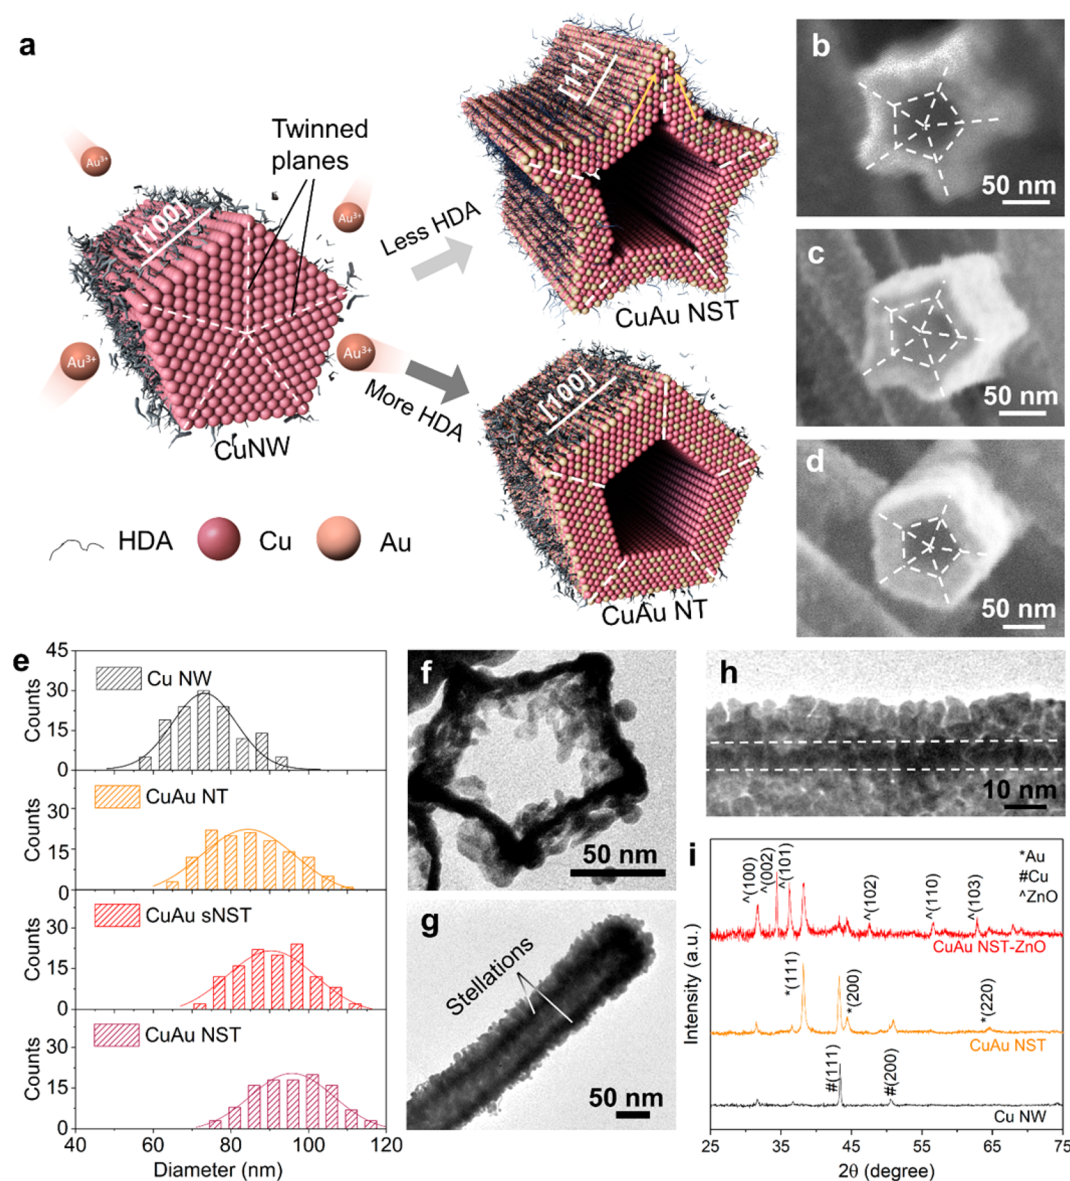 a
Twinned
planes
[100]
Au3+
Au3+
Au3+
Au3+
CuNW
Less HDA
More HDA
[111]
CuAu NST
[100]
CuAu NT
HDA
Cu
Au
b
50 nm
c
50 nm
d
50 nm
e
45
30
15
0
Counts
Cu NW
30
15
0
Counts
CuAu NT
30
15
0
Counts
CuAu sNST
30
15
0
Counts
CuAu NST
40
60
80
100
120
Diameter (nm)
f
50 nm
g
Stellations
50 nm
h
10 nm
i
Intensity (a.u.)
^(100)
^(002)
^(101)
^(102)
^(110)
^(103)
*Au
#Cu
^ZnO
CuAu NST-ZnO
*(111)
*(200)
*(220)
CuAu NST
#(111)
#(200)
Cu NW
25
35
45
55
65
75
2θ (degree)